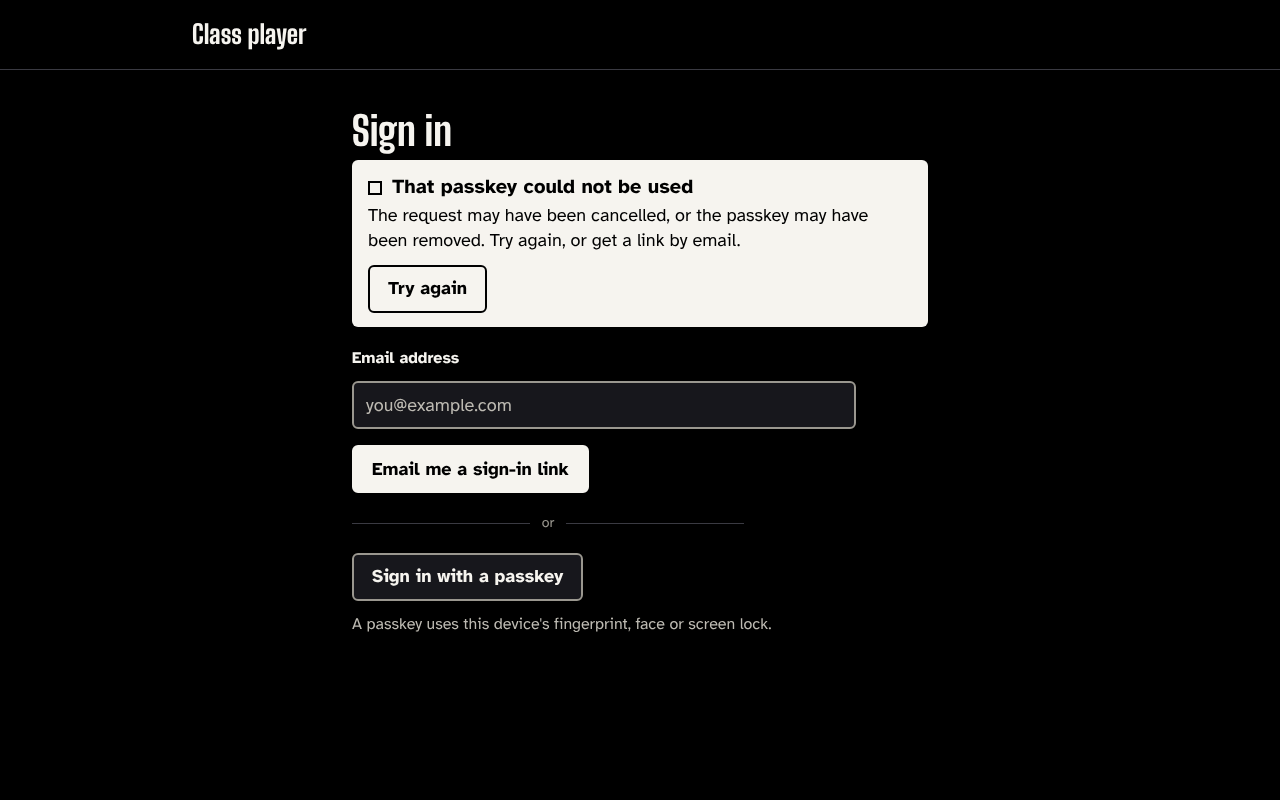 Class player
Sign in
That passkey could not be used
The request may have been cancelled, or the passkey may have
been removed. Try again, or get a link by email.
Try again
Email address
you@example.com
Email me a sign-in link
or
Sign in with a passkey
A passkey uses this device's fingerprint, face or screen lock.